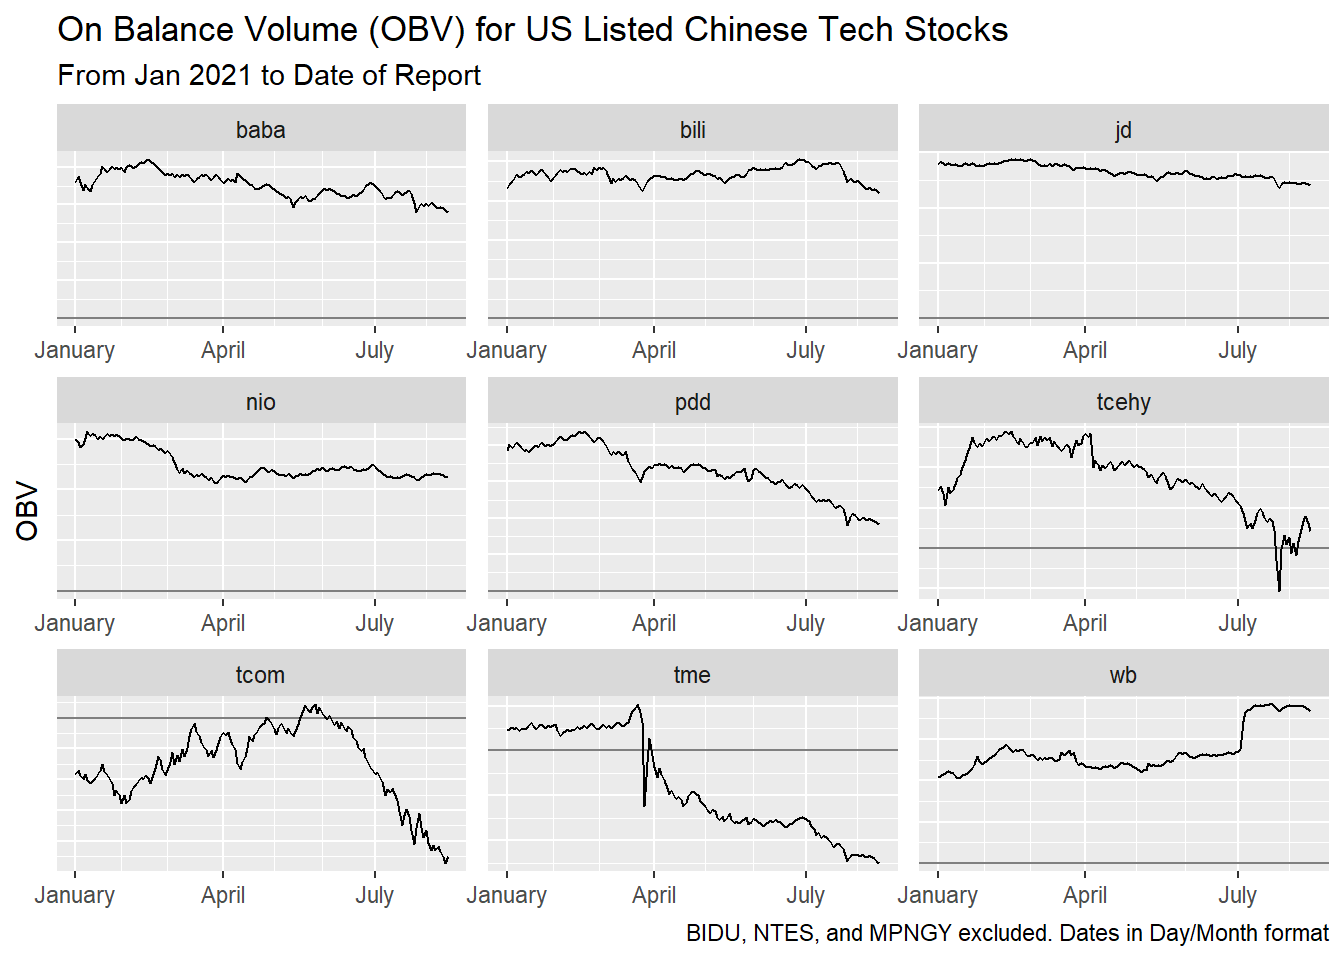 On Balance Volume (OBV) for US Listed Chinese Tech Stocks
From Jan 2021 to Date of Report
baba
bili
jd
January April July
January April July
January April July
nio
pdd
tcehy
OBV
January April July
January April July
January April July
tcom
tme
wb
January April July
January April July
January April July
BIDU, NTES, and MPNGY excluded. Dates in Day/Month format